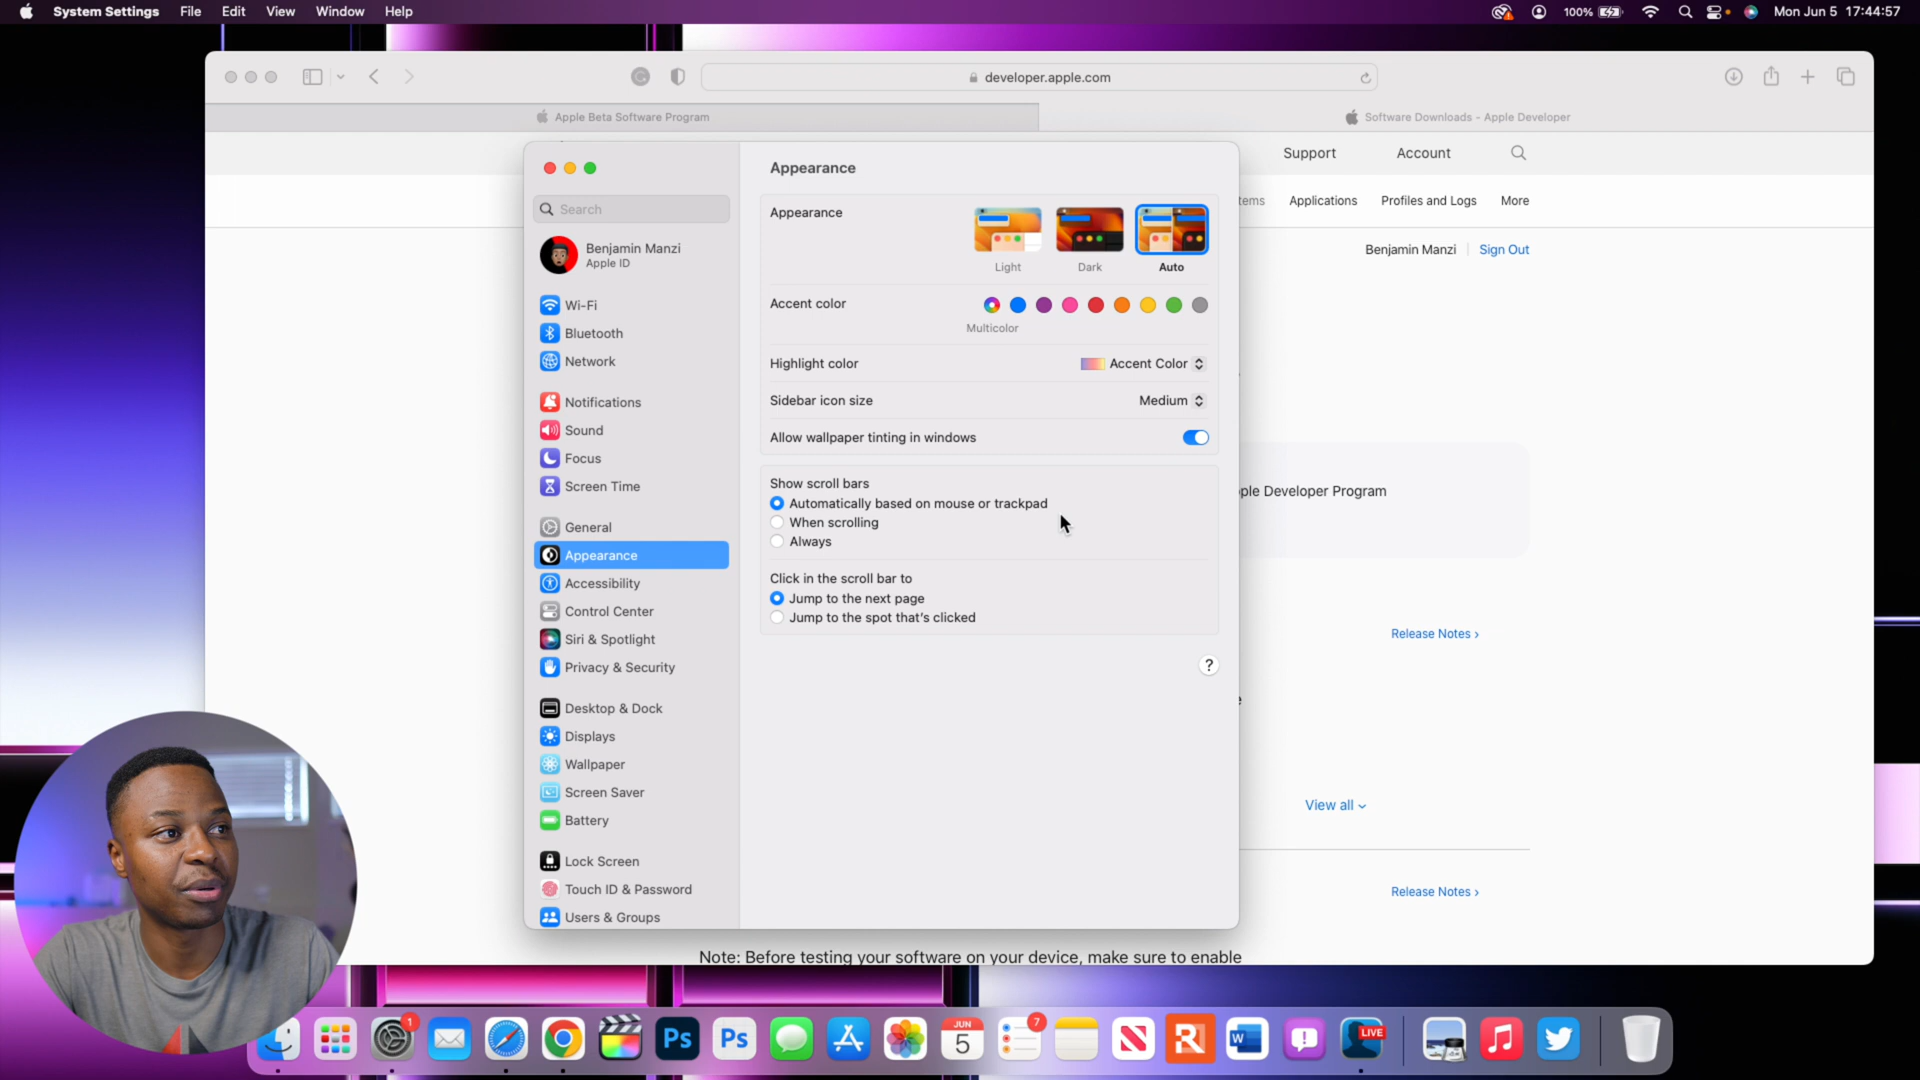 System Settings File Edit View Window Help
100% Mon Jun 5 17:44:57
developer.apple.com
Apple Beta Software Program
Software Downloads - Apple Developer
Support Account
Applications Profiles and Logs More
Benjamin Manzi Sign Out
Search
Benjamin Manzi
Apple ID
Wi-Fi
Bluetooth
Network
Notifications
Sound
Focus
Screen Time
General
Appearance
Accessibility
Control Center
Siri & Spotlight
Privacy & Security
Desktop & Dock
Displays
Wallpaper
Screen Saver
Battery
Lock Screen
Touch ID & Password
Users & Groups
Appearance
Appearance
Light Dark Auto
Accent color
Multicolor
Highlight color Accent Color
Sidebar icon size Medium
Allow wallpaper tinting in windows
Show scroll bars
Automatically based on mouse or trackpad
When scrolling
Always
Click in the scroll bar to
Jump to the next page
Jump to the spot that's clicked
?
ple Developer Program
Release Notes ›
View all
Release Notes ›
Note: Before testing your software on your device, make sure to enable
1 Ps Ps JUN 5 7 N R W LIVE